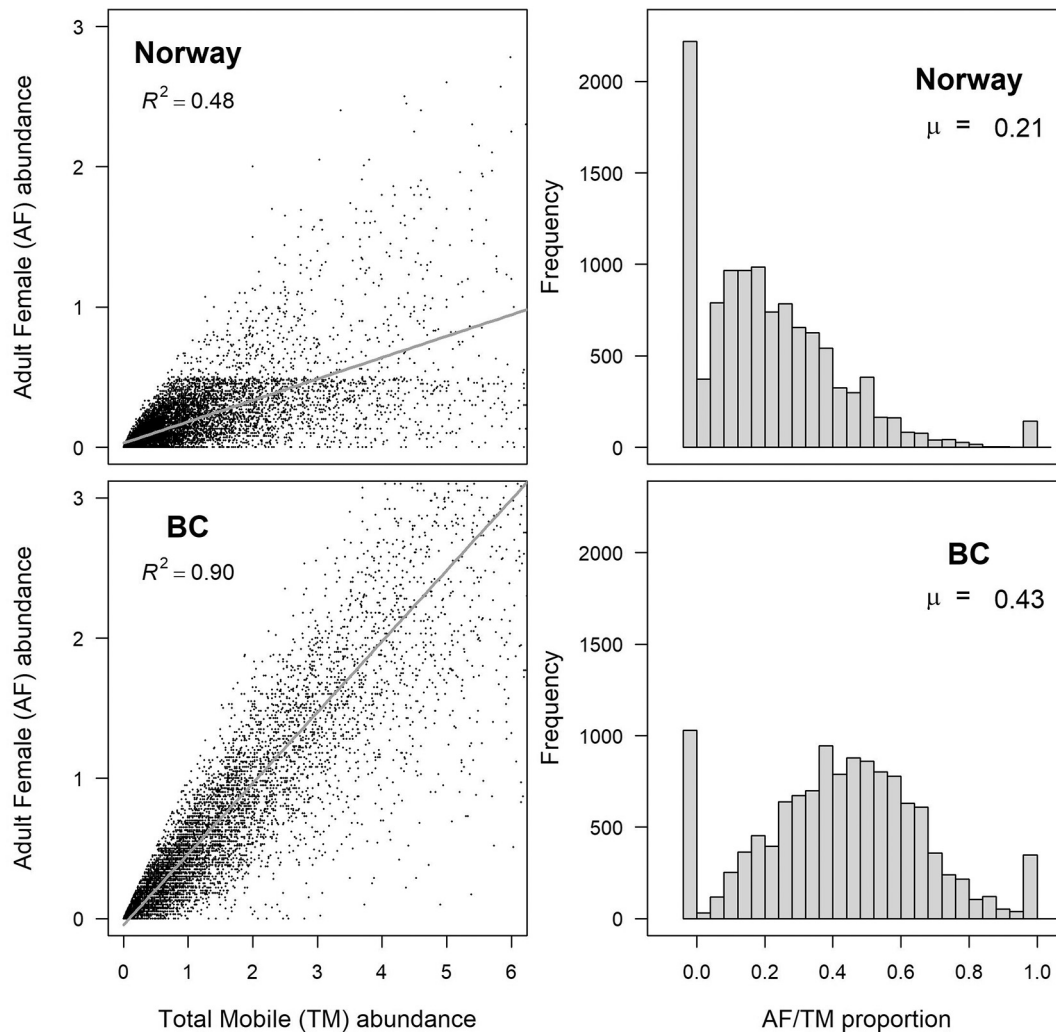 Norway
R² = 0.48
Adult Female (AF) abundance
3
2
1
0
Norway
μ = 0.21
Frequency
2000
1500
1000
500
0
BC
R² = 0.90
Adult Female (AF) abundance
3
2
1
0
0 1 2 3 4 5 6
Total Mobile (TM) abundance
BC
μ = 0.43
Frequency
2000
1500
1000
500
0
0.0 0.2 0.4 0.6 0.8 1.0
AF/TM proportion